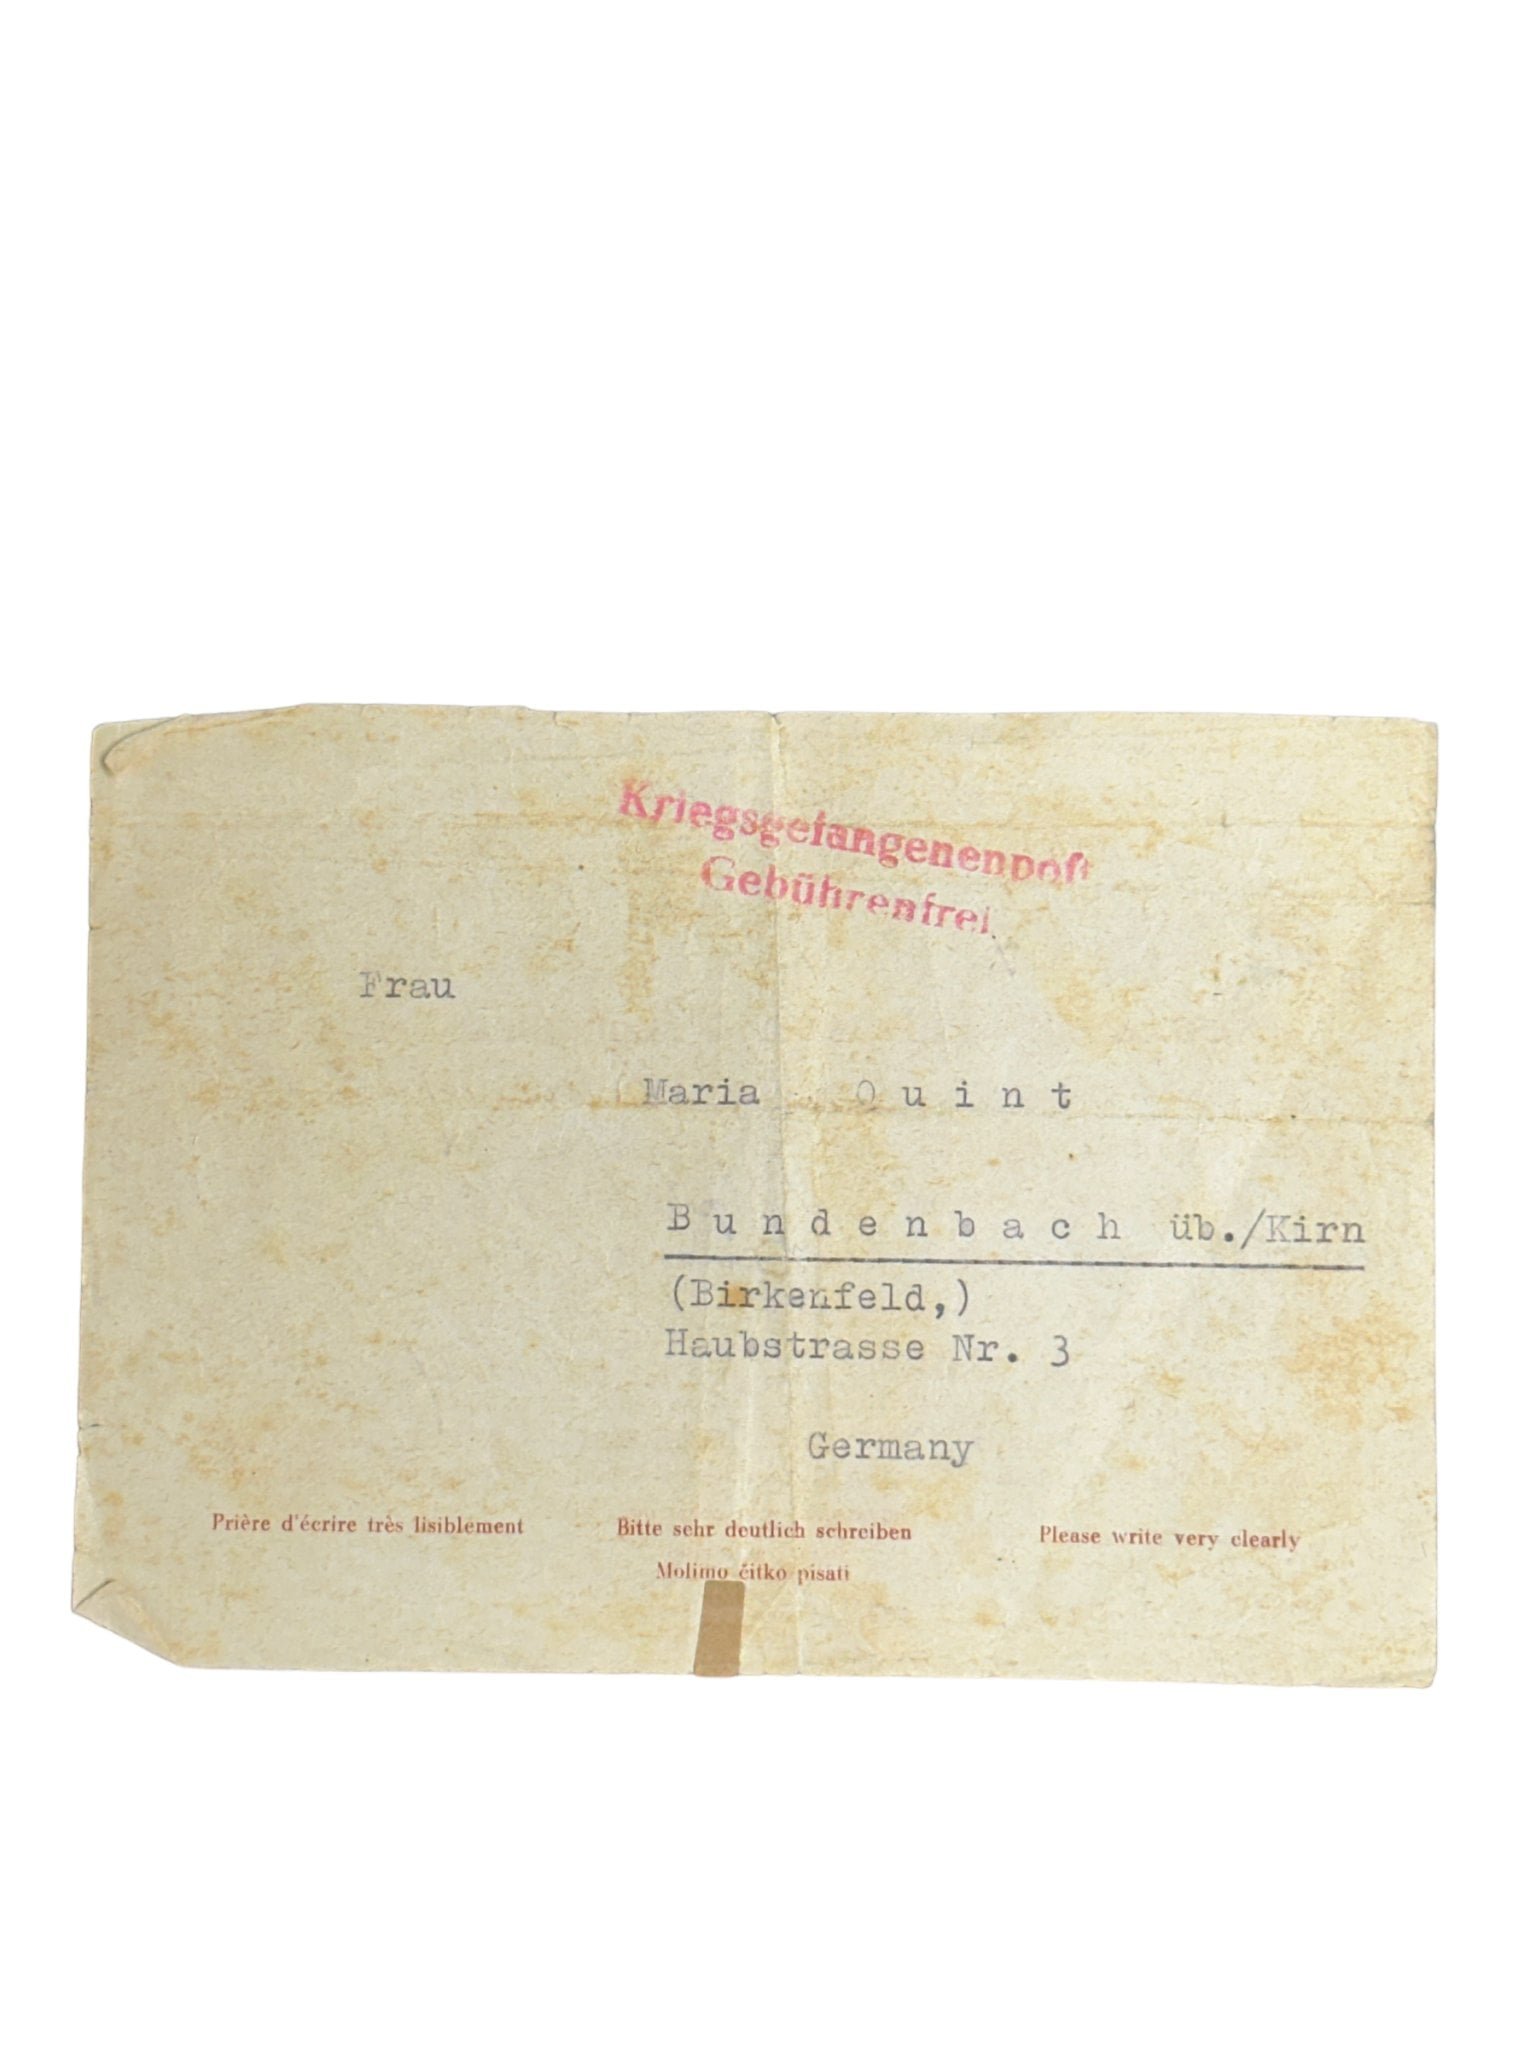 Kriegsgefangenenpost
Gebührenfrei
Frau
Maria Quint
Bundenbach üb./Kirn
(Birkenfeld,)
Haubstrasse Nr. 3
Germany
Prière d'écrire très lisiblement Bitte sehr deutlich schreiben Please write very clearly
Molimo čitko pisati